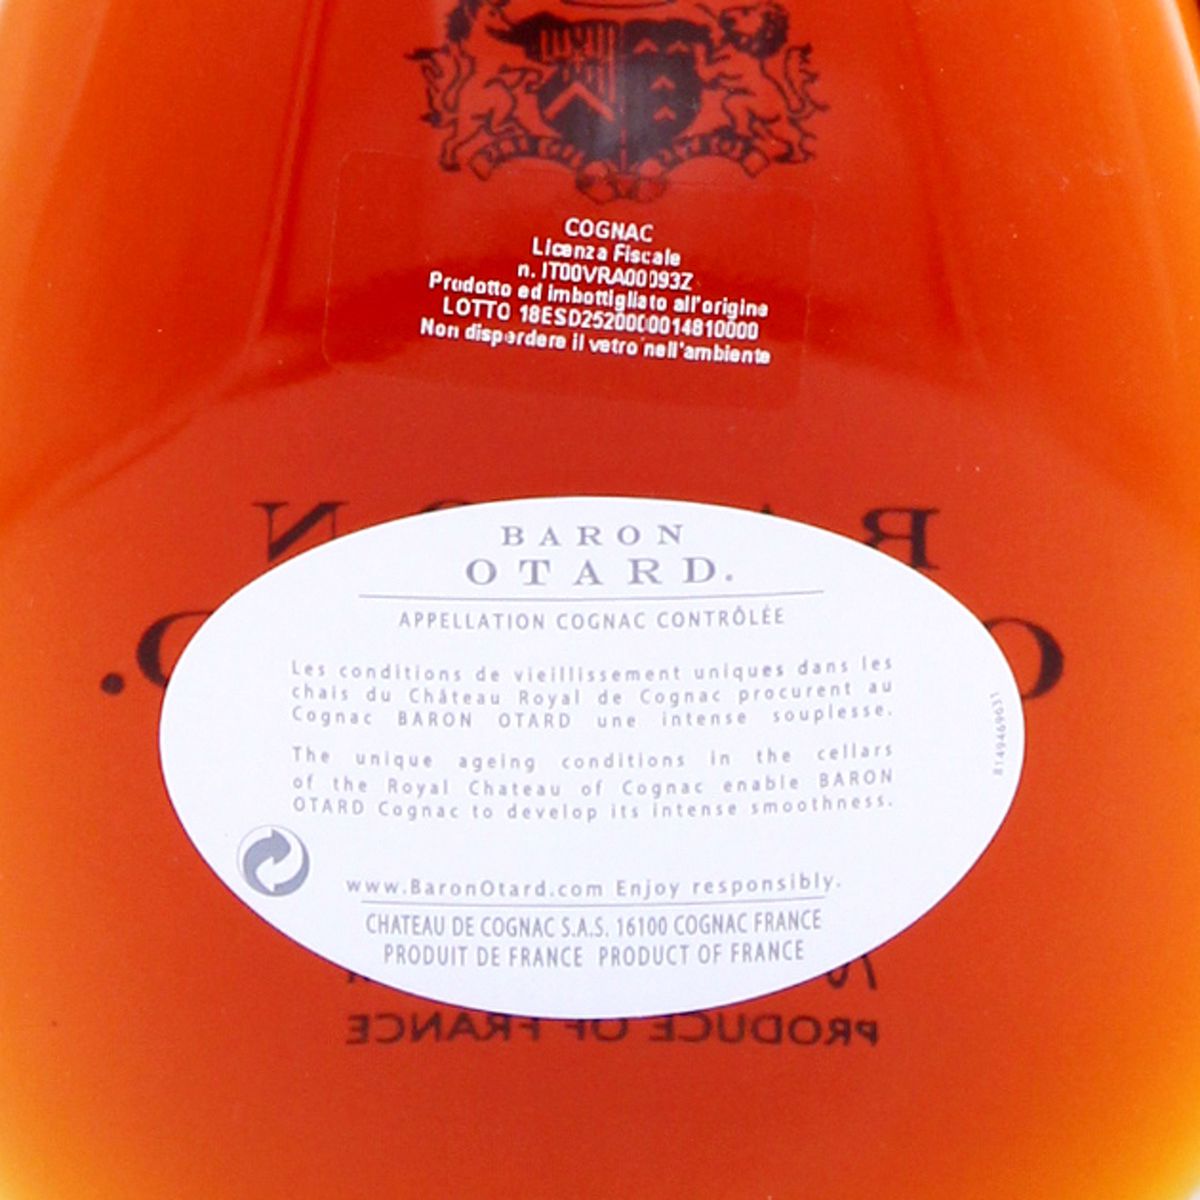 COGNAC
Licenza Fiscale
n. IT00VRA00093Z
Prodotto ed imbottigliato all'origine
LOTTO 18ESD2520000014810000
Non disperdere il vetro nell'ambiente
BARON
OTARD.
APPELLATION COGNAC CONTRÔLÉE
Les conditions de vieillissement uniques dans les
chais du Château Royal de Cognac procurent au
Cognac BARON OTARD une intense souplesse.
The unique ageing conditions in the cellars
of the Royal Chateau of Cognac enable BARON
OTARD Cognac to develop its intense smoothness.
www.BaronOtard.com Enjoy responsibly.
CHATEAU DE COGNAC S.A.S. 16100 COGNAC FRANCE
PRODUIT DE FRANCE PRODUCT OF FRANCE
PRODUCE OF FRANCE